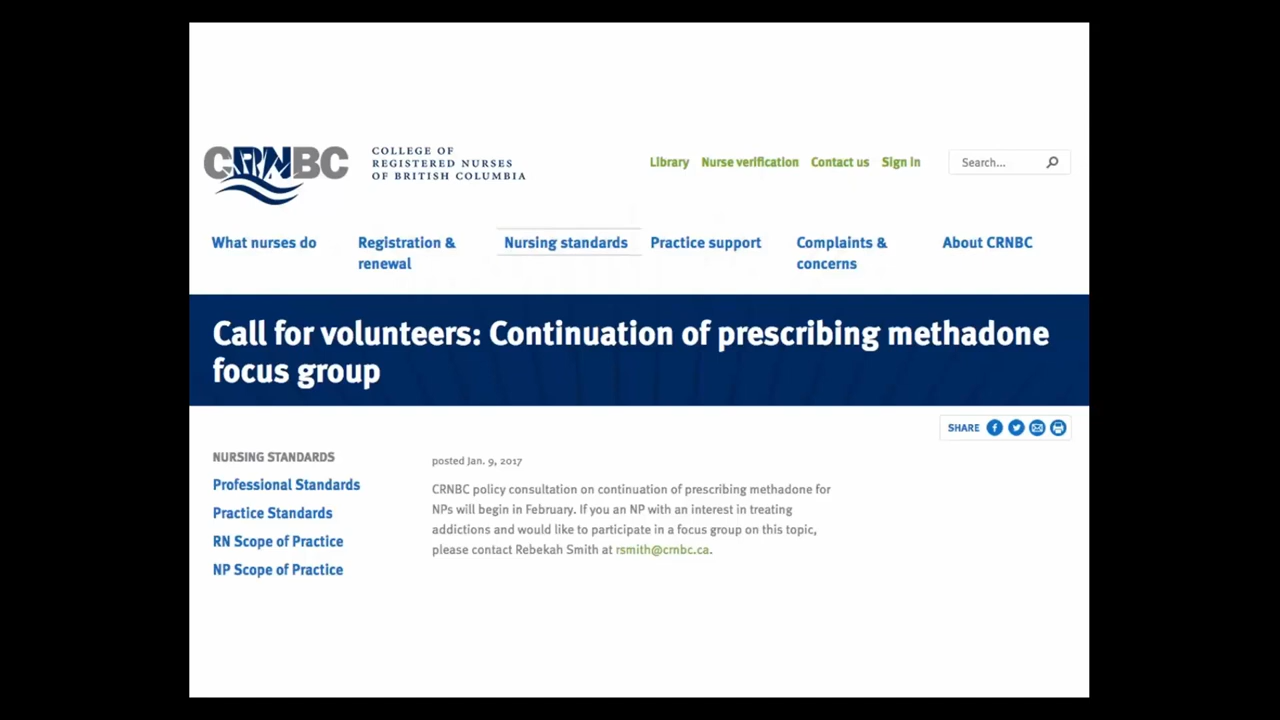 CRNBC
COLLEGE OF
REGISTERED NURSES
OF BRITISH COLUMBIA
Library Nurse verification Contact us Sign in
Search...
What nurses do
Registration &
renewal
Nursing standards
Practice support
Complaints &
concerns
About CRNBC
Call for volunteers: Continuation of prescribing methadone
focus group
SHARE
NURSING STANDARDS
Professional Standards
Practice Standards
RN Scope of Practice
NP Scope of Practice
posted Jan. 9, 2017
CRNBC policy consultation on continuation of prescribing methadone for
NPs will begin in February. If you an NP with an interest in treating
addictions and would like to participate in a focus group on this topic,
please contact Rebekah Smith at rsmith@crnbc.ca.